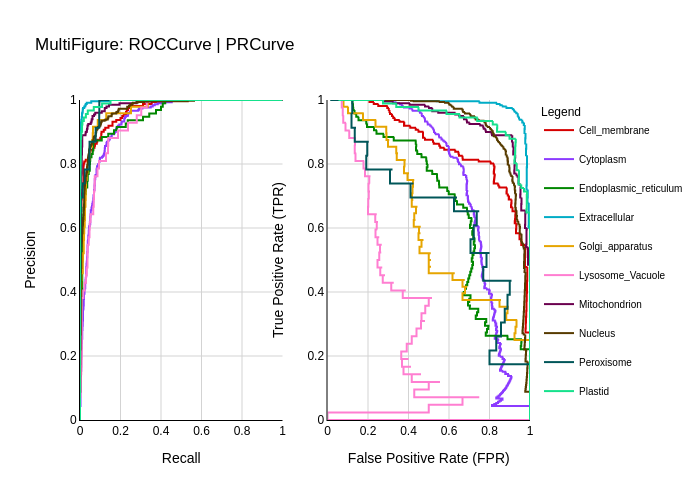 MultiFigure: ROCCurve | PRCurve
Precision
1
0.8
0.6
0.4
0.2
0
0
0.2
0.4
0.6
0.8
1
Recall
True Positive Rate (TPR)
1
0.8
0.6
0.4
0.2
0
0
0.2
0.4
0.6
0.8
1
False Positive Rate (FPR)
Legend
Cell_membrane
Cytoplasm
Endoplasmic_reticulum
Extracellular
Golgi_apparatus
Lysosome_Vacuole
Mitochondrion
Nucleus
Peroxisome
Plastid